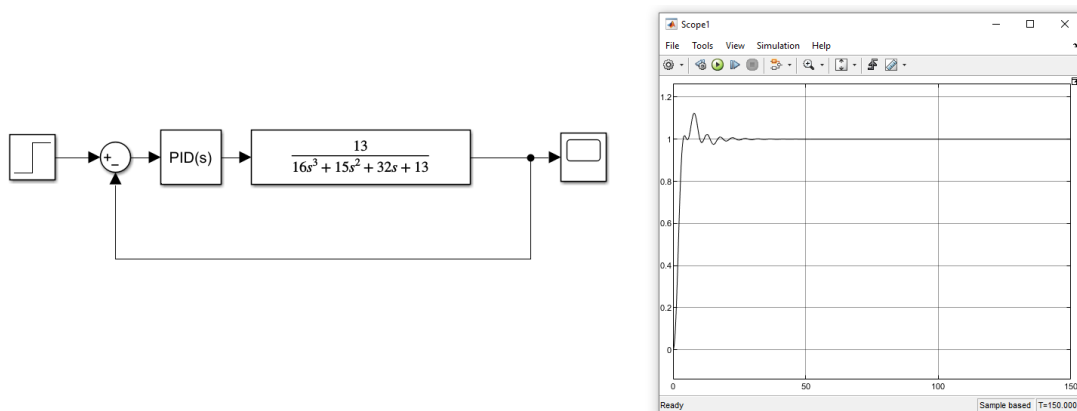 +
−
PID(s)
13
16s³ + 15s² + 32s + 13
Scope1
File Tools View Simulation Help
1.2
1
0.8
0.6
0.4
0.2
0
0 50 100 150
Ready Sample based T=150.000